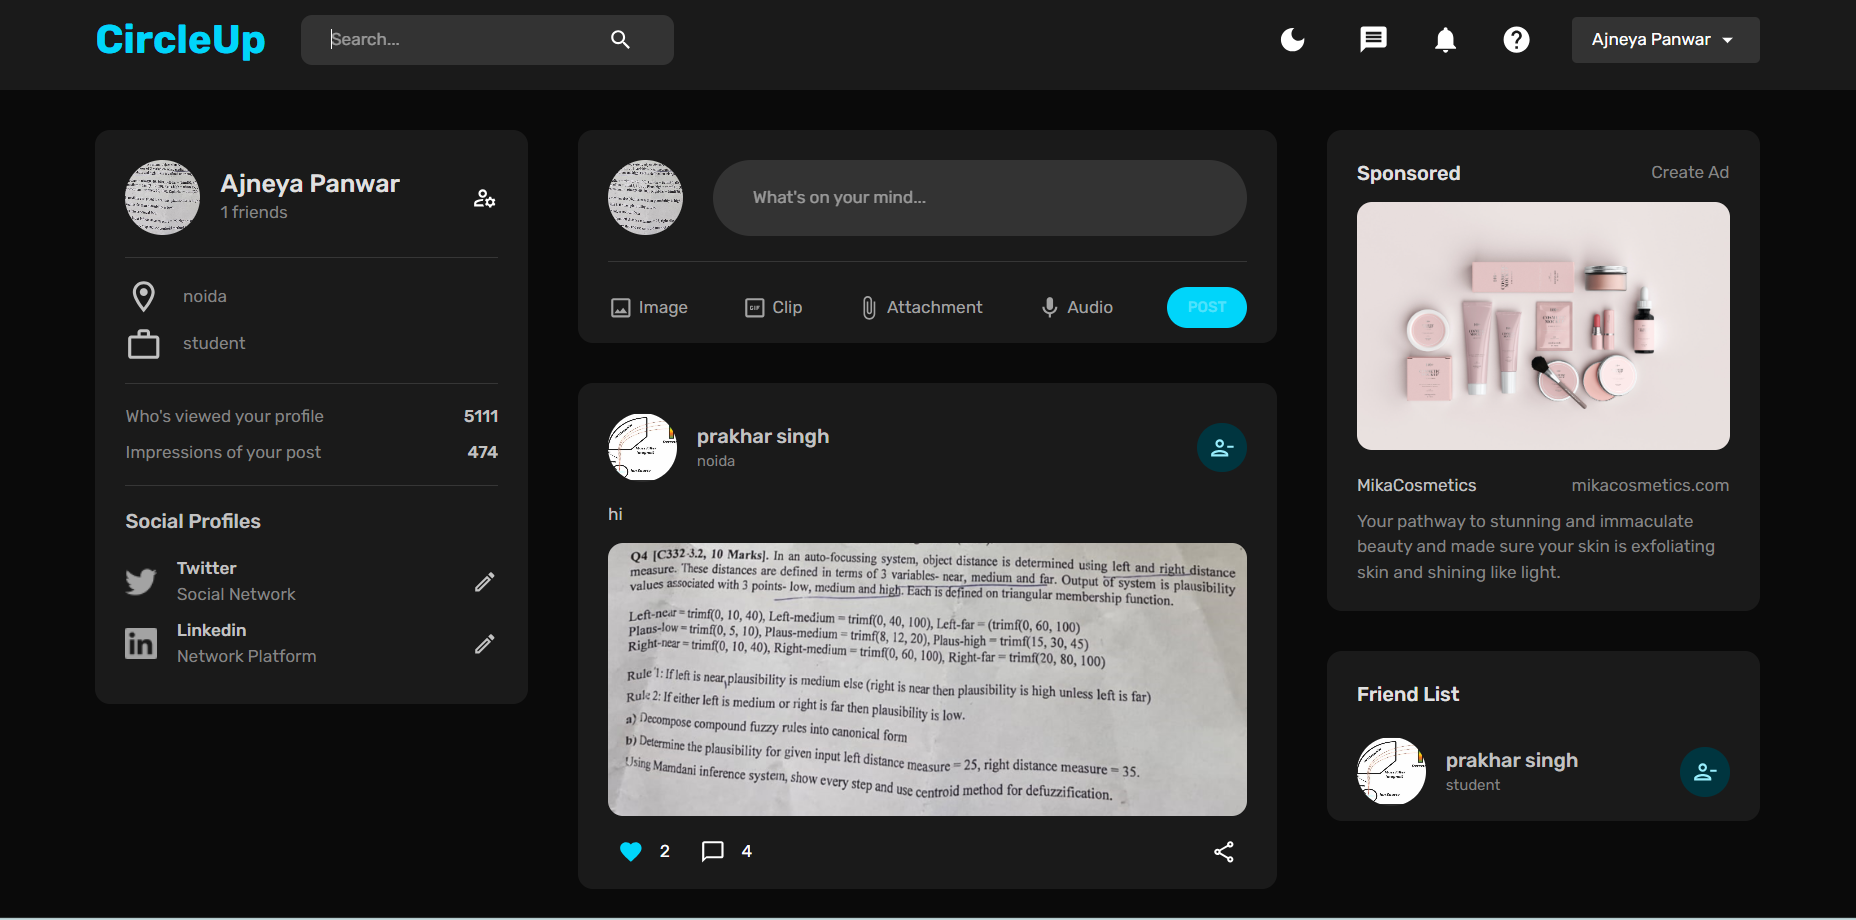 CircleUp
Search...
Ajneya Panwar
Ajneya Panwar
1 friends
noida
student
Who's viewed your profile 5111
Impressions of your post 474
Social Profiles
Twitter
Social Network
Linkedin
Network Platform
What's on your mind...
Image Clip Attachment Audio POST
prakhar singh
noida
hi
Q4 [C332-3.2, 10 Marks]. In an auto-focussing system, object distance is determined using left and right distance
measure. These distances are defined in terms of 3 variables- near, medium and far. Output of system is plausibility
values associated with 3 points- low, medium and high. Each is defined on triangular membership function.
Left-near = trimf(0, 10, 40), Left-medium = trimf(0, 40, 100), Left-far = (trimf(0, 60, 100)
Plaus-low = trimf(0, 5, 10), Plaus-medium = trimf(8, 12, 20), Plaus-high = trimf(15, 30, 45)
Right-near = trimf(0, 10, 40), Right-medium = trimf(0, 60, 100), Right-far = trimf(20, 80, 100)
Rule 1: If left is near, plausibility is medium else (right is near then plausibility is high unless left is far)
Rule 2: If either left is medium or right is far then plausibility is low.
a) Decompose compound fuzzy rules into canonical form
b) Determine the plausibility for given input left distance measure = 25, right distance measure = 35.
Using Mamdani inference system, show every step and use centroid method for defuzzification.
2 4
Sponsored Create Ad
MikaCosmetics mikacosmetics.com
Your pathway to stunning and immaculate
beauty and made sure your skin is exfoliating
skin and shining like light.
Friend List
prakhar singh
student